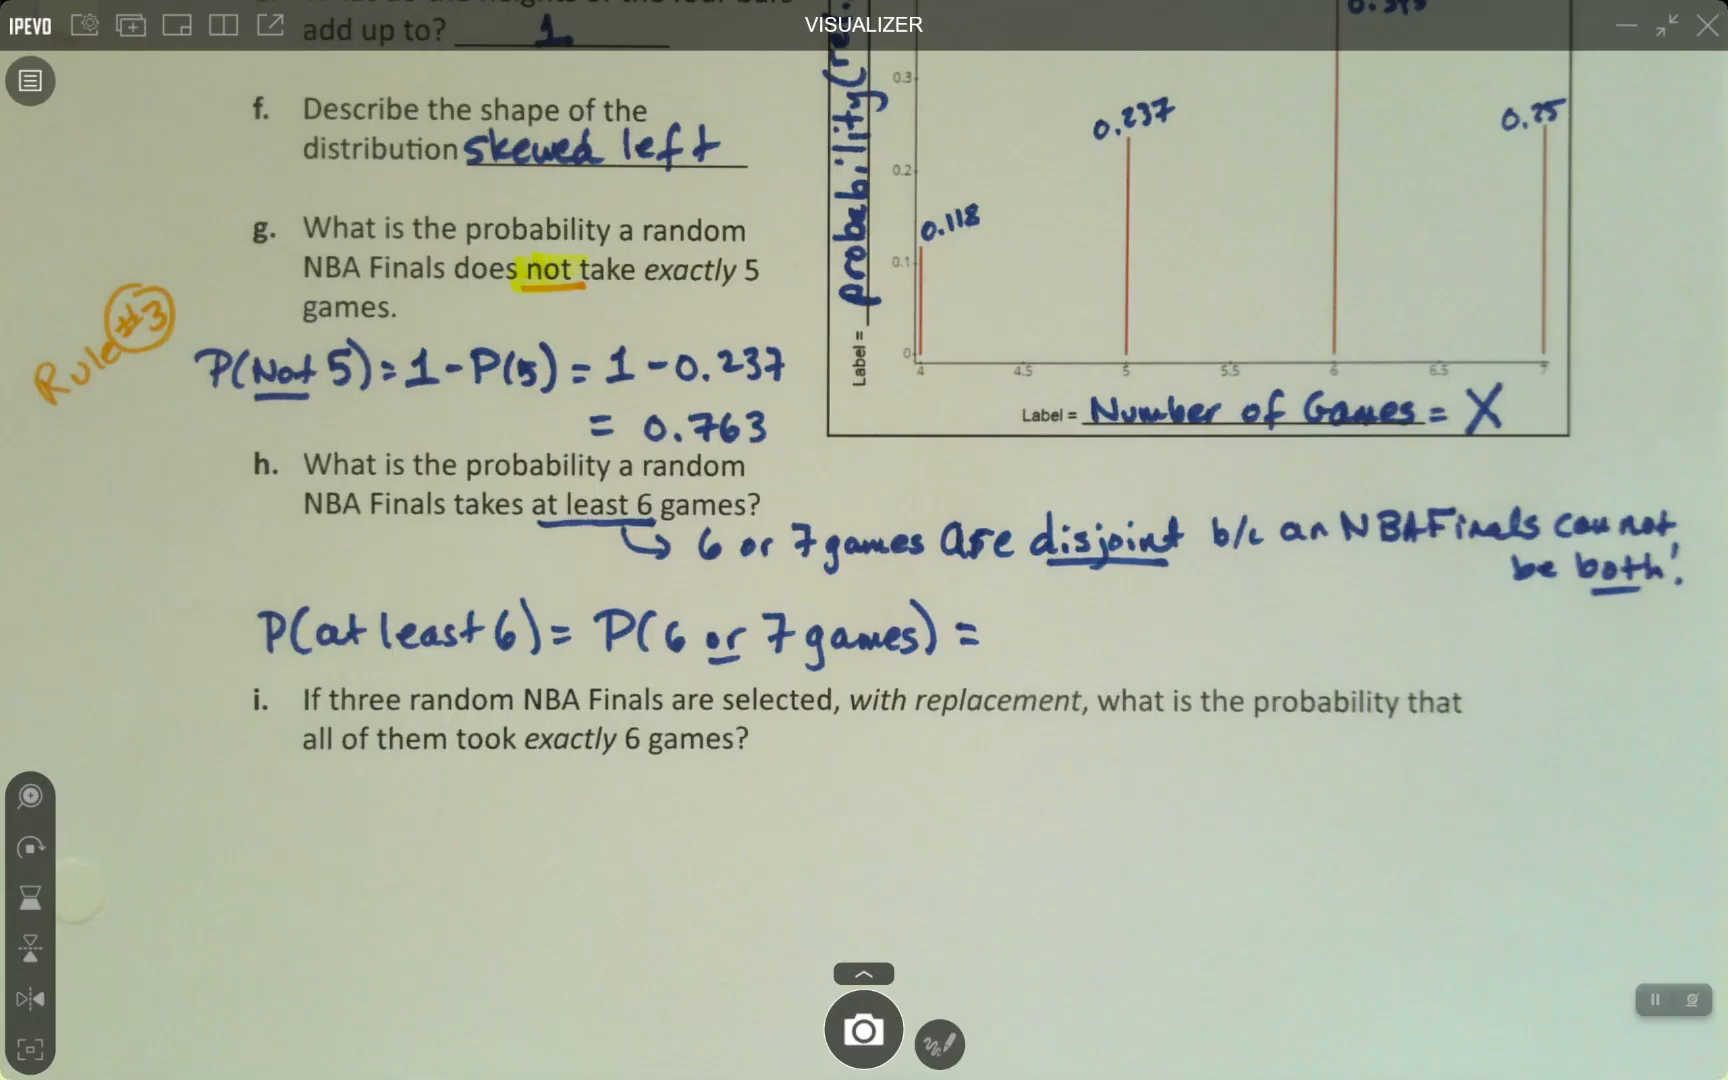 IPEVO
VISUALIZER
add up to? 1
f. Describe the shape of the
distribution skewed left
g. What is the probability a random
NBA Finals does not take exactly 5
games.
Rule #3
P(Not 5) = 1 - P(5) = 1 - 0.237
= 0.763
h. What is the probability a random
NBA Finals takes at least 6 games?
6 or 7 games are disjoint b/c an NBA Finals can not
be both!
P(at least 6) = P(6 or 7 games) =
i. If three random NBA Finals are selected, with replacement, what is the probability that
all of them took exactly 6 games?
Label = probability
0.3
0.2
0.1
0
0.118
0.237
0.25
4 4.5 5 5.5 6 6.5 7
Label = Number of Games = X